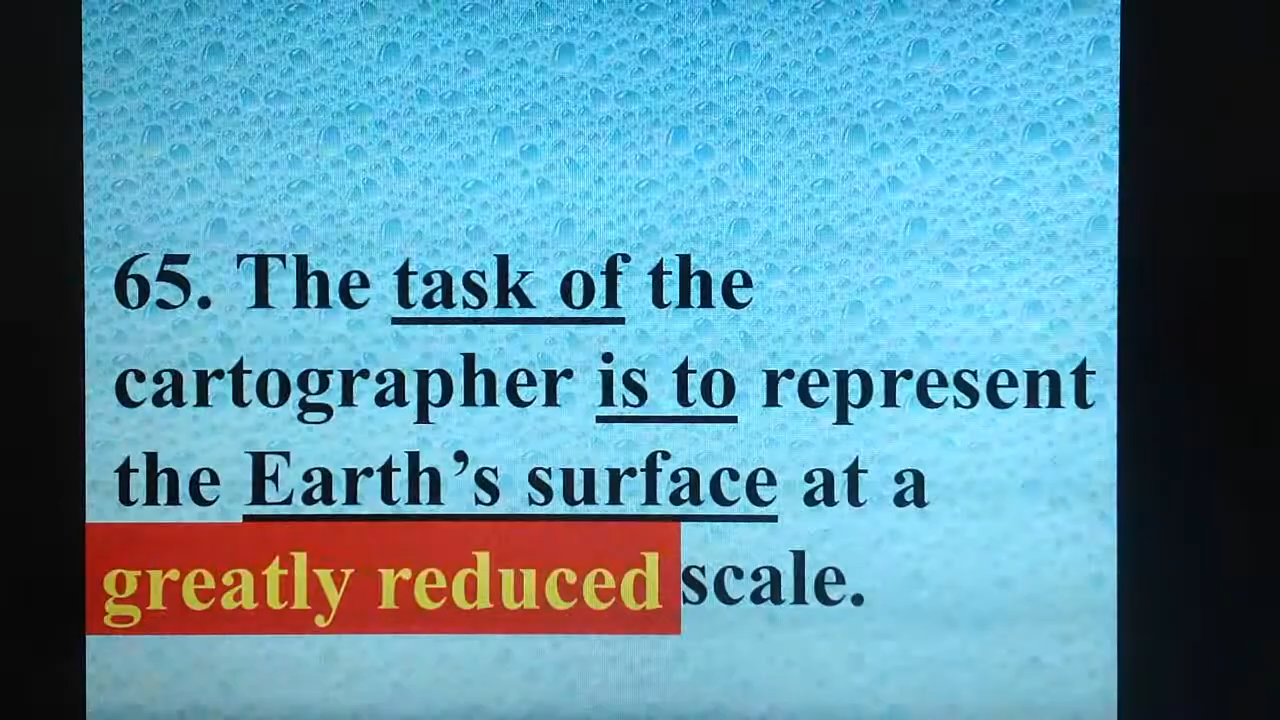 65. The task of the
cartographer is to represent
the Earth’s surface at a
greatly reduced scale.